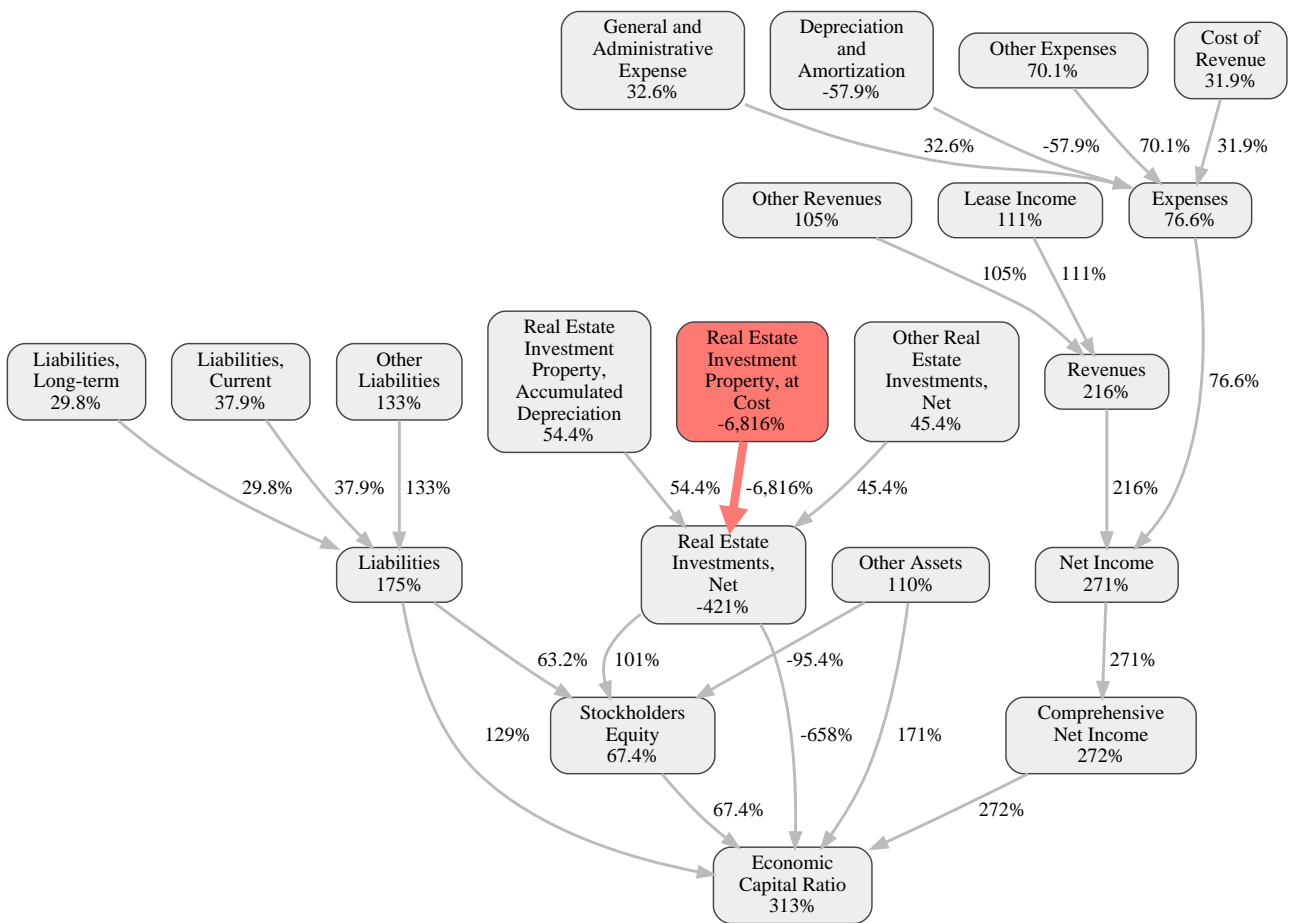 General and
Administrative
Expense
32.6%
Depreciation
and
Amortization
-57.9%
Other Expenses
70.1%
Cost of
Revenue
31.9%
32.6%
-57.9%
70.1%
31.9%
Other Revenues
105%
Lease Income
111%
Expenses
76.6%
105%
111%
Liabilities,
Long-term
29.8%
Liabilities,
Current
37.9%
Other
Liabilities
133%
Real Estate
Investment
Property,
Accumulated
Depreciation
54.4%
Real Estate
Investment
Property, at
Cost
-6,816%
Other Real
Estate
Investments,
Net
45.4%
Revenues
216%
76.6%
29.8%
37.9%
133%
54.4%
-6,816%
45.4%
216%
Liabilities
175%
Real Estate
Investments,
Net
-421%
Other Assets
110%
Net Income
271%
63.2%
101%
-95.4%
271%
129%
Stockholders
Equity
67.4%
-658%
171%
Comprehensive
Net Income
272%
67.4%
272%
Economic
Capital Ratio
313%